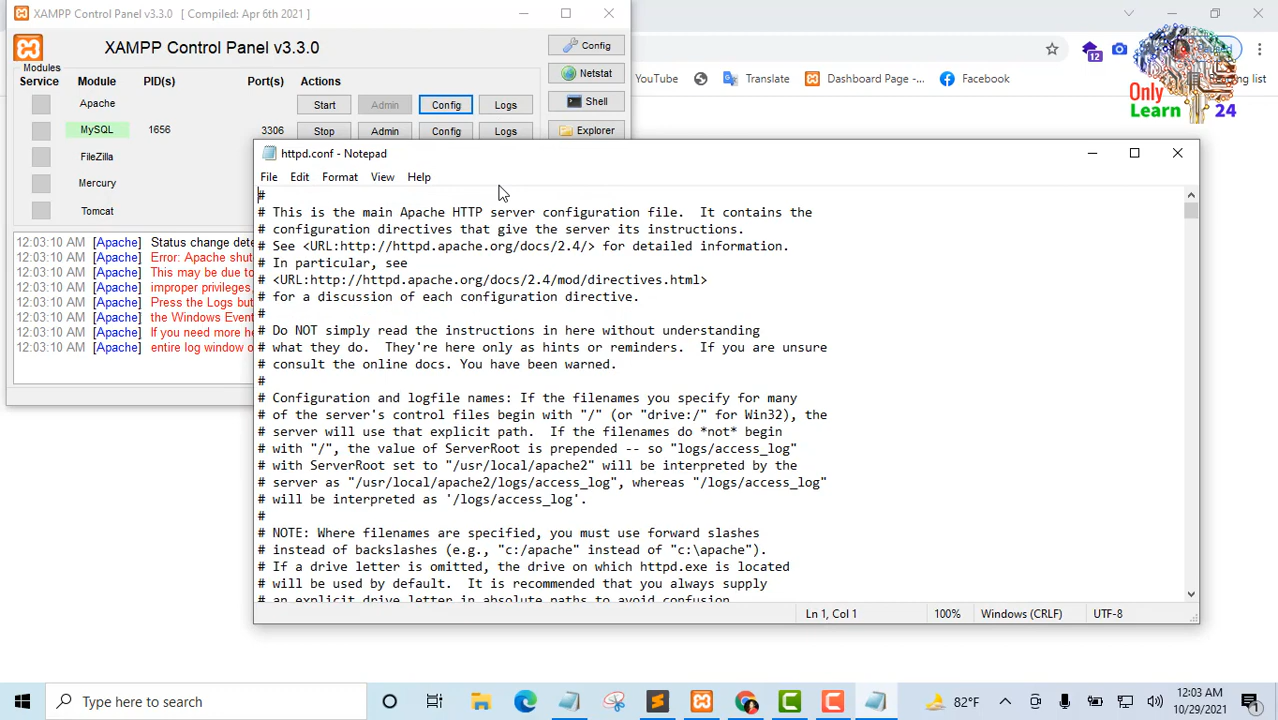 XAMPP Control Panel v3.3.0 [ Compiled: Apr 6th 2021 ]
XAMPP Control Panel v3.3.0
Config
Modules
Service Module PID(s) Port(s) Actions
Netstat
Apache Start Admin Config Logs
Shell
MySQL 1656 3306 Stop Admin Config Logs
Explorer
FileZilla
Mercury
Tomcat
12:03:10 AM [Apache] Status change dete
12:03:10 AM [Apache] Error: Apache shut
12:03:10 AM [Apache] This may be due to
12:03:10 AM [Apache] improper privileges
12:03:10 AM [Apache] Press the Logs but
12:03:10 AM [Apache] the Windows Event
12:03:10 AM [Apache] If you need more he
12:03:10 AM [Apache] entire log window o
12
YouTube Translate Dashboard Page -... Facebook
Only
Learn 24
httpd.conf - Notepad
File Edit Format View Help
#
# This is the main Apache HTTP server configuration file. It contains the
# configuration directives that give the server its instructions.
# See <URL:http://httpd.apache.org/docs/2.4/> for detailed information.
# In particular, see
# <URL:http://httpd.apache.org/docs/2.4/mod/directives.html>
# for a discussion of each configuration directive.
#
# Do NOT simply read the instructions in here without understanding
# what they do. They're here only as hints or reminders. If you are unsure
# consult the online docs. You have been warned.
#
# Configuration and logfile names: If the filenames you specify for many
# of the server's control files begin with "/" (or "drive:/" for Win32), the
# server will use that explicit path. If the filenames do *not* begin
# with "/", the value of ServerRoot is prepended -- so "logs/access_log"
# with ServerRoot set to "/usr/local/apache2" will be interpreted by the
# server as "/usr/local/apache2/logs/access_log", whereas "/logs/access_log"
# will be interpreted as '/logs/access_log'.
#
# NOTE: Where filenames are specified, you must use forward slashes
# instead of backslashes (e.g., "c:/apache" instead of "c:\apache").
# If a drive letter is omitted, the drive on which httpd.exe is located
# will be used by default. It is recommended that you always supply
# an explicit drive letter in absolute paths to avoid confusion
Ln 1, Col 1 100% Windows (CRLF) UTF-8
Type here to search
82°F
12:03 AM
10/29/2021